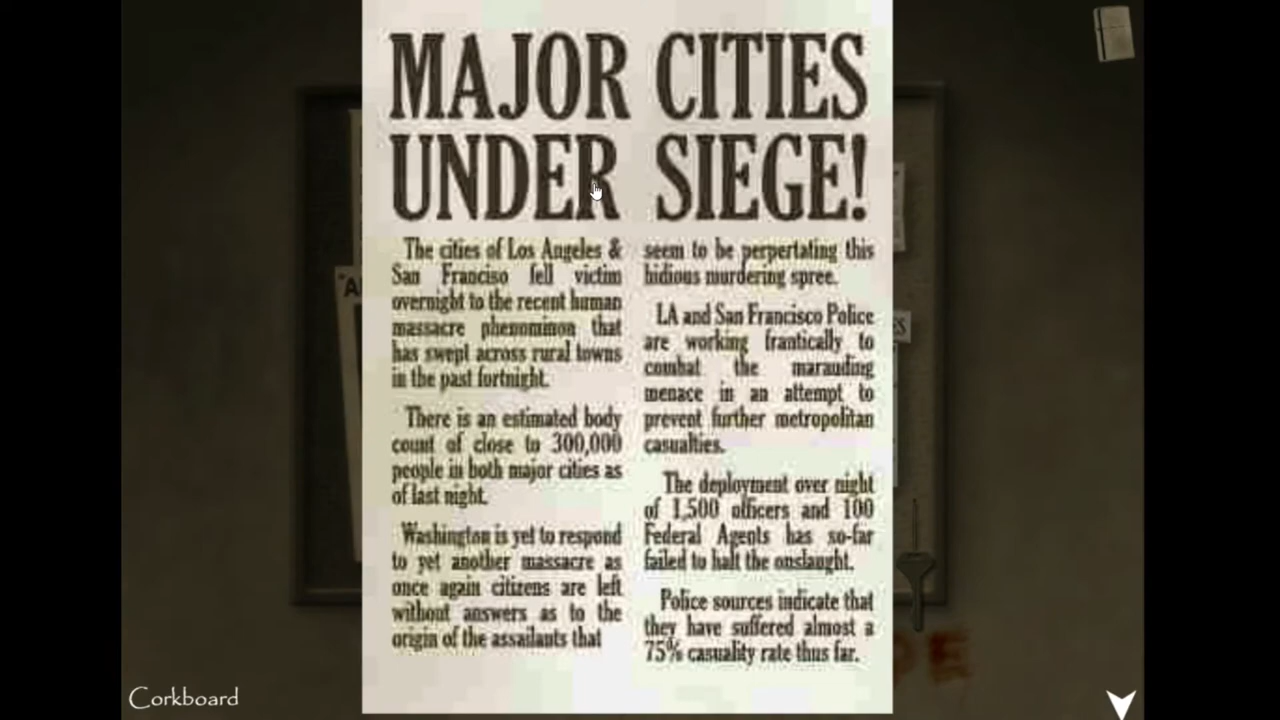 MAJOR CITIES
UNDER SIEGE!
The cities of Los Angeles &
San Franciso fell victim
overnight to the recent human
massacre phenominon that
has swept across rural towns
in the past fortnight.
There is an estimated body
count of close to 300,000
people in both major cities as
of last night.
Washington is yet to respond
to yet another massacre as
once again citizens are left
without answers as to the
origin of the assailants that
seem to be perpertating this
hidious murdering spree.
LA and San Francisco Police
are working frantically to
combat the marauding
menace in an attempt to
prevent further metropolitan
casualties.
The deployment over night
of 1,500 officers and 100
Federal Agents has so-far
failed to halt the onslaught.
Police sources indicate that
they have suffered almost a
75% casuality rate thus far.
Corkboard